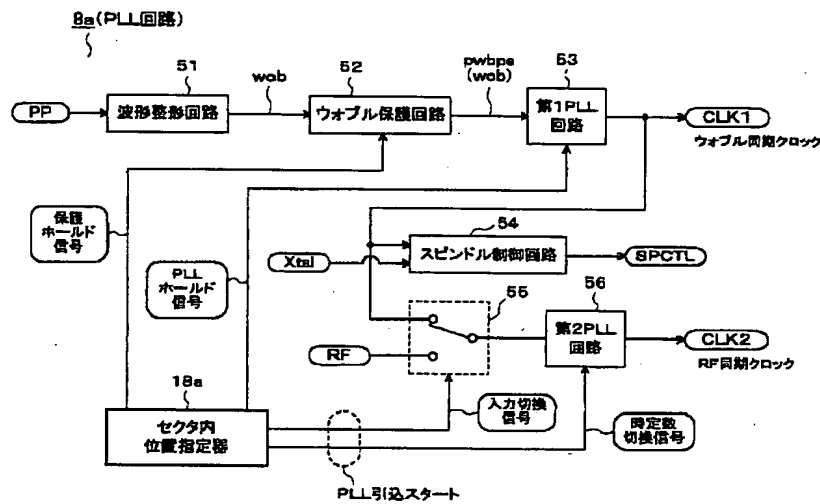 8a(PLL回路)
51
wob
52
pwbpe
(wob)
53
PP
波形整形回路
ウォブル保護回路
第1PLL
回路
CLK1
ウォブル同期クロック
保護
ホールド
信号
PLL
ホールド
信号
54
Xtal
スピンドル制御回路
SPCTL
55
56
RF
第2PLL
回路
CLK2
RF同期クロック
18a
セクタ内
位置指定器
入力切換
信号
時定数
切換信号
PLL引込スタート